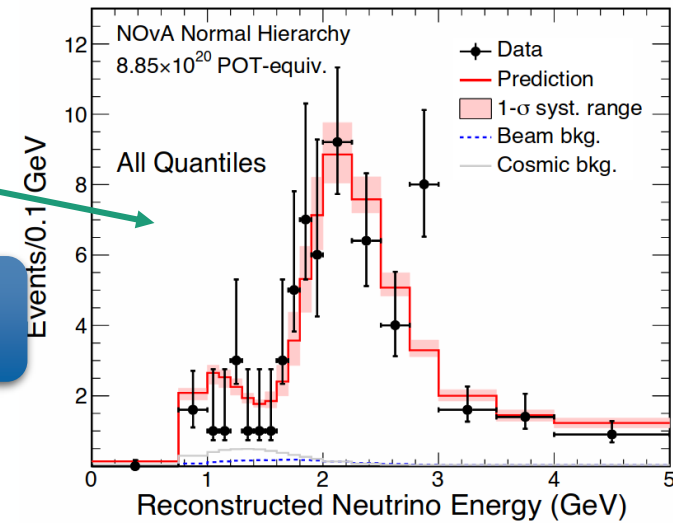 NOvA Normal Hierarchy
8.85×10²⁰ POT-equiv.
All Quantiles
Data
Prediction
1-σ syst. range
Beam bkg.
Cosmic bkg.
Events/0.1 GeV
12
10
8
6
4
2
0 1 2 3 4 5
Reconstructed Neutrino Energy (GeV)